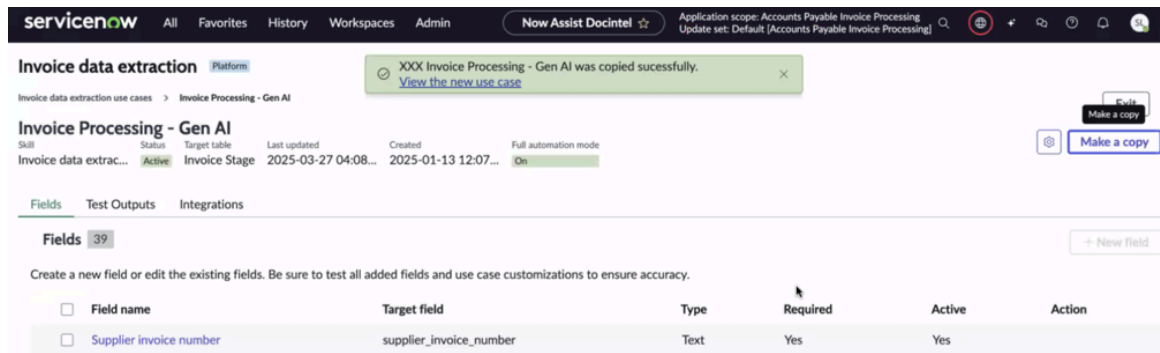 servicenow All Favorites History Workspaces Admin Now Assist Docintel ☆ Application scope: Accounts Payable Invoice Processing
Update set: Default [Accounts Payable Invoice Processing] SL
Invoice data extraction Platform
XXX Invoice Processing - Gen AI was copied sucessfully.
View the new use case
Invoice data extraction use cases > Invoice Processing - Gen AI
Exit
Make a copy
Invoice Processing - Gen AI
Make a copy
Skill Status Target table Last updated Created Full automation mode
Invoice data extrac... Active Invoice Stage 2025-03-27 04:08... 2025-01-13 12:07... On
Fields Test Outputs Integrations
Fields 39
+ New field
Create a new field or edit the existing fields. Be sure to test all added fields and use case customizations to ensure accuracy.
Field name Target field Type Required Active Action
Supplier invoice number supplier_invoice_number Text Yes Yes